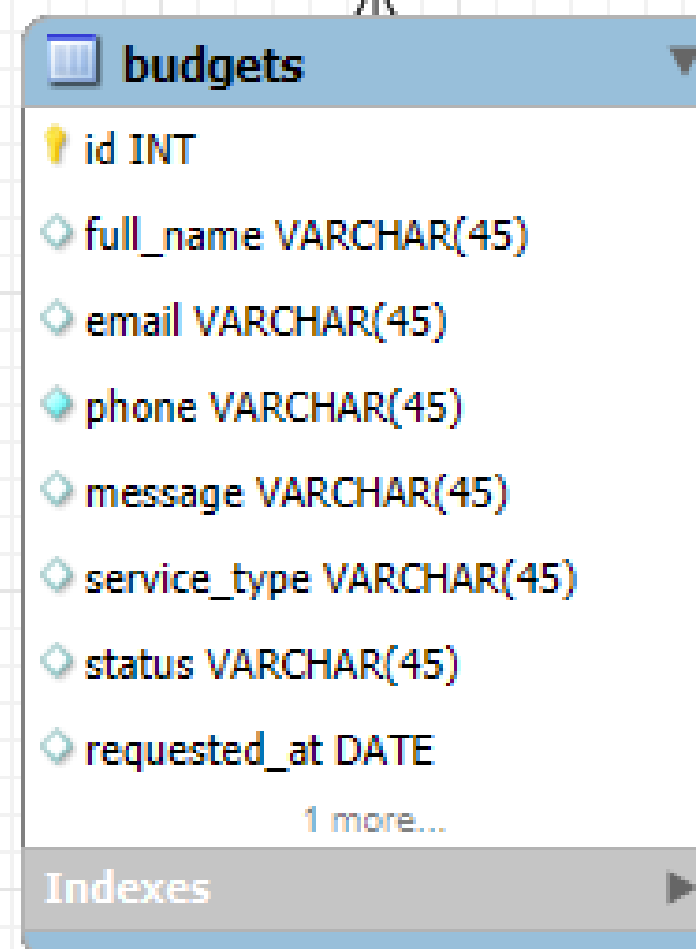 budgets
id INT
full_name VARCHAR(45)
email VARCHAR(45)
phone VARCHAR(45)
message VARCHAR(45)
service_type VARCHAR(45)
status VARCHAR(45)
requested_at DATE
1 more...
Indexes